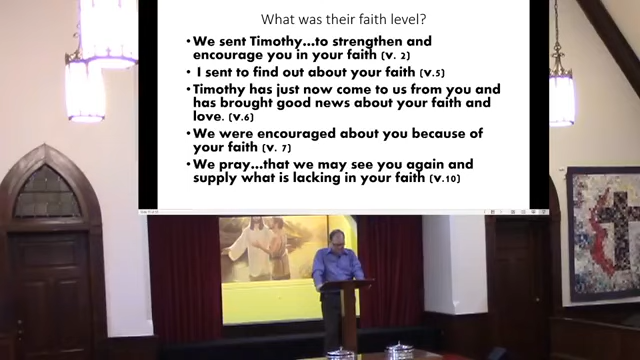 What was their faith level?
• We sent Timothy...to strengthen and
encourage you in your faith (v. 2)
• I sent to find out about your faith (v.5)
• Timothy has just now come to us from you and
has brought good news about your faith and
love. (v.6)
• We were encouraged about you because of
your faith (v. 7)
• We pray...that we may see you again and
supply what is lacking in your faith (v.10)